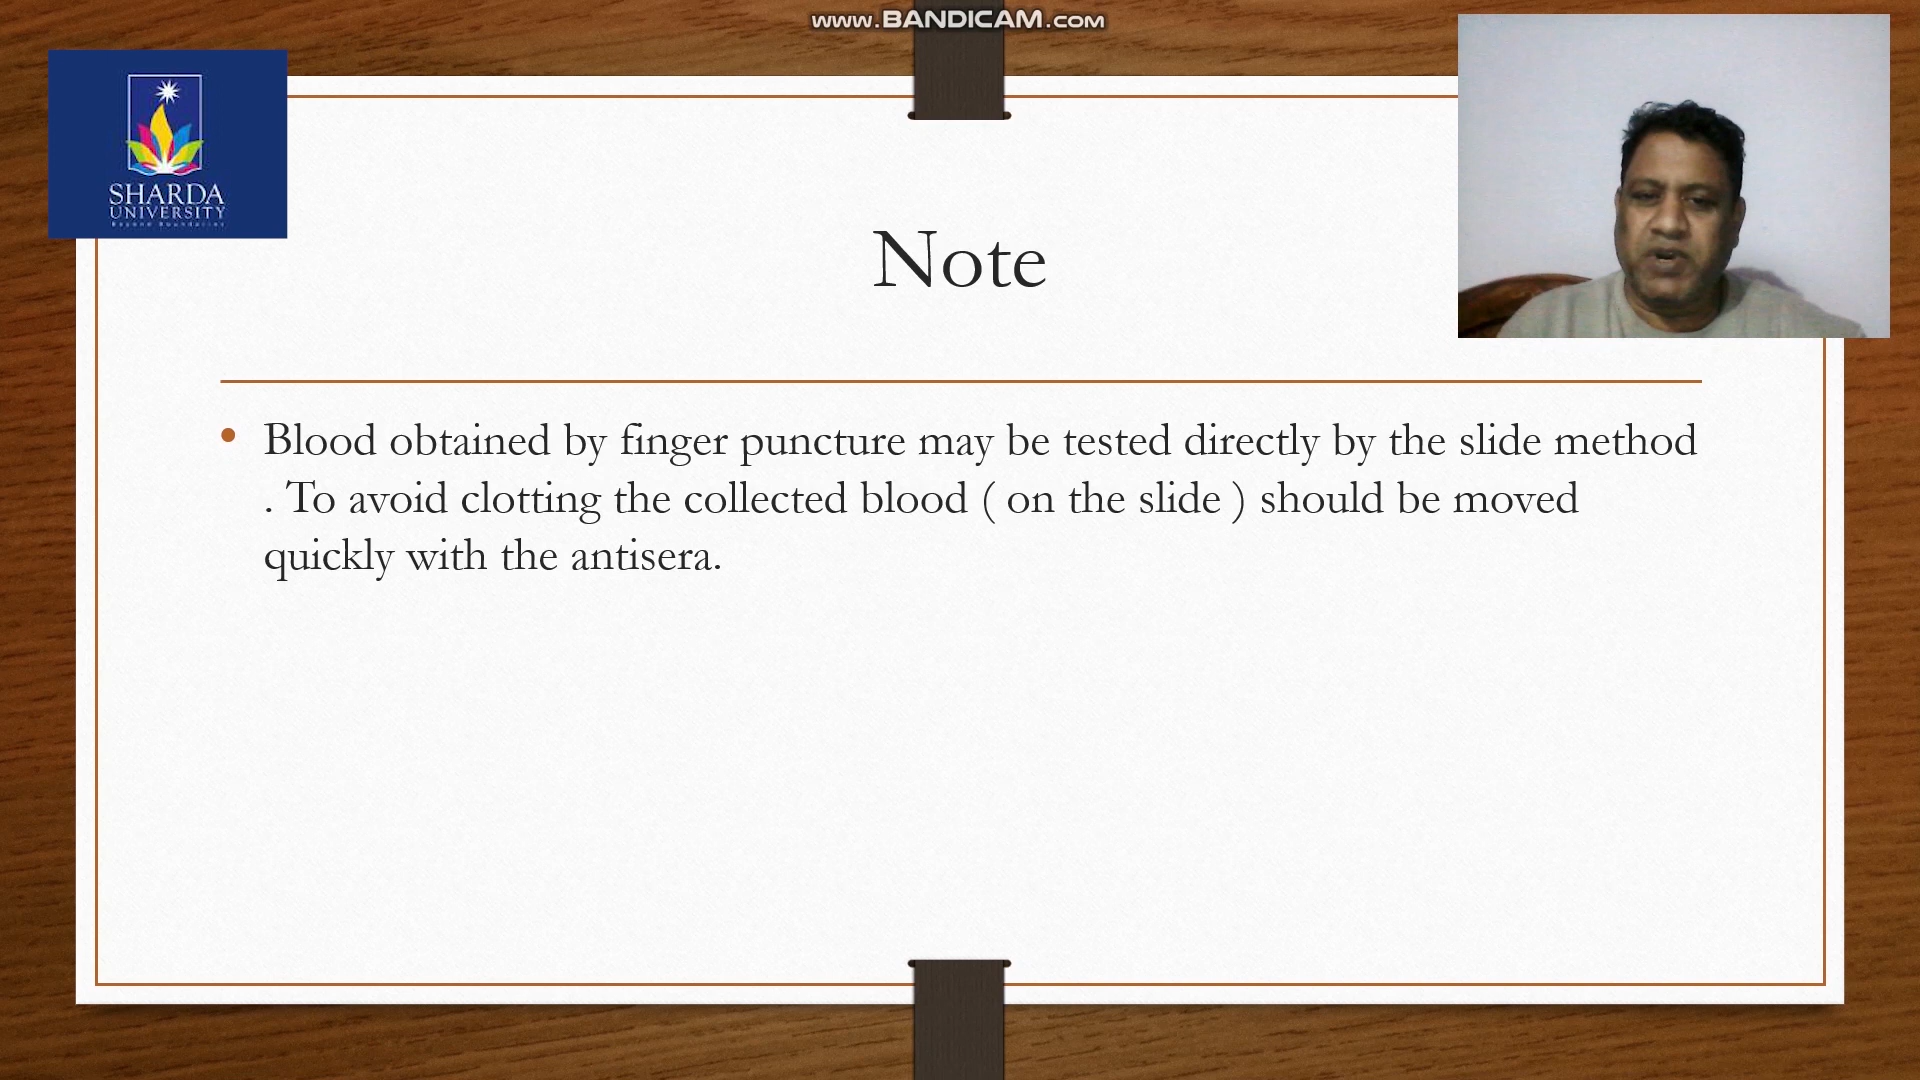 www.BANDICAM.com
SHARDA
UNIVERSITY
Beyond Boundaries
Note
• Blood obtained by finger puncture may be tested directly by the slide method
. To avoid clotting the collected blood ( on the slide ) should be moved
quickly with the antisera.